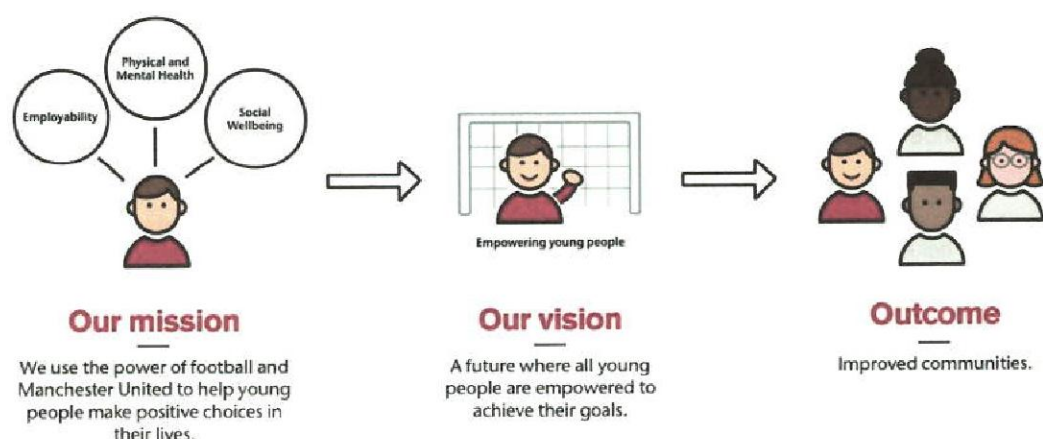 Physical and
Mental Health
Employability
Social
Wellbeing
Empowering young people
Our mission
We use the power of football and
Manchester United to help young
people make positive choices in
their lives.
Our vision
A future where all young
people are empowered to
achieve their goals.
Outcome
Improved communities.